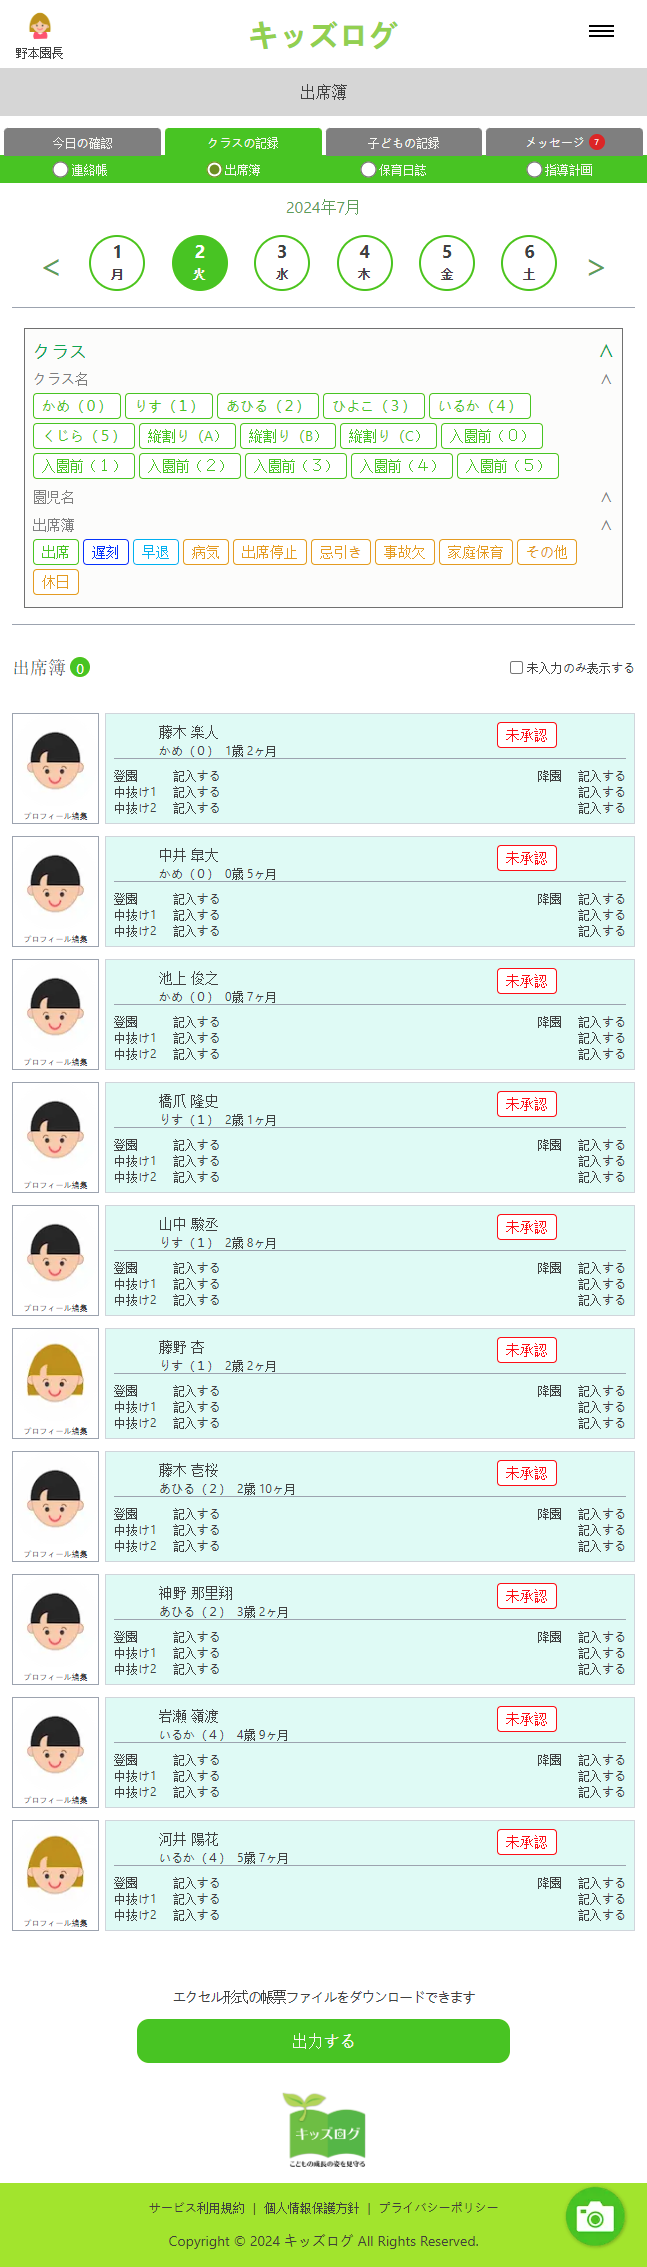 野本園長
キッズログ
出席簿
今日の確認 クラスの記録 子どもの記録 メッセージ 7
連絡帳 出席簿 保育日誌 指導計画
2024年7月
< 1 2 3 4 5 6 >
月 火 水 木 金 土
クラス
クラス名
かめ（０） りす（１） あひる（２） ひよこ（３） いるか（４）
くじら（５） 縦割り（A） 縦割り（B） 縦割り（C） 入園前（０）
入園前（１） 入園前（２） 入園前（３） 入園前（４） 入園前（５）
園児名
出席簿
出席 遅刻 早退 病気 出席停止 忌引き 事故欠 家庭保育 その他
休日
出席簿 0 未入力のみ表示する
藤木 楽人 未承認
かめ（０） 1歳 2ヶ月
登園 記入する 降園 記入する
中抜け1 記入する 記入する
プロフィール編集 中抜け2 記入する 記入する
中井 皐大 未承認
かめ（０） 0歳 5ヶ月
登園 記入する 降園 記入する
中抜け1 記入する 記入する
プロフィール編集 中抜け2 記入する 記入する
池上 俊之 未承認
かめ（０） 0歳 7ヶ月
登園 記入する 降園 記入する
中抜け1 記入する 記入する
プロフィール編集 中抜け2 記入する 記入する
橋爪 隆史 未承認
りす（１） 2歳 1ヶ月
登園 記入する 降園 記入する
中抜け1 記入する 記入する
プロフィール編集 中抜け2 記入する 記入する
山中 駿丞 未承認
りす（１） 2歳 8ヶ月
登園 記入する 降園 記入する
中抜け1 記入する 記入する
プロフィール編集 中抜け2 記入する 記入する
藤野 杏 未承認
りす（１） 2歳 2ヶ月
登園 記入する 降園 記入する
中抜け1 記入する 記入する
プロフィール編集 中抜け2 記入する 記入する
藤木 壱桜 未承認
あひる（２） 2歳 10ヶ月
登園 記入する 降園 記入する
中抜け1 記入する 記入する
プロフィール編集 中抜け2 記入する 記入する
神野 那里翔 未承認
あひる（２） 3歳 2ヶ月
登園 記入する 降園 記入する
中抜け1 記入する 記入する
プロフィール編集 中抜け2 記入する 記入する
岩瀬 嶺渡 未承認
いるか（４） 4歳 9ヶ月
登園 記入する 降園 記入する
中抜け1 記入する 記入する
プロフィール編集 中抜け2 記入する 記入する
河井 陽花 未承認
いるか（４） 5歳 7ヶ月
登園 記入する 降園 記入する
中抜け1 記入する 記入する
プロフィール編集 中抜け2 記入する 記入する
エクセル形式の帳票ファイルをダウンロードできます
出力する
キッズログ
こどもの成長の姿を見守る
サービス利用規約 | 個人情報保護方針 | プライバシーポリシー
Copyright © 2024 キッズログ All Rights Reserved.